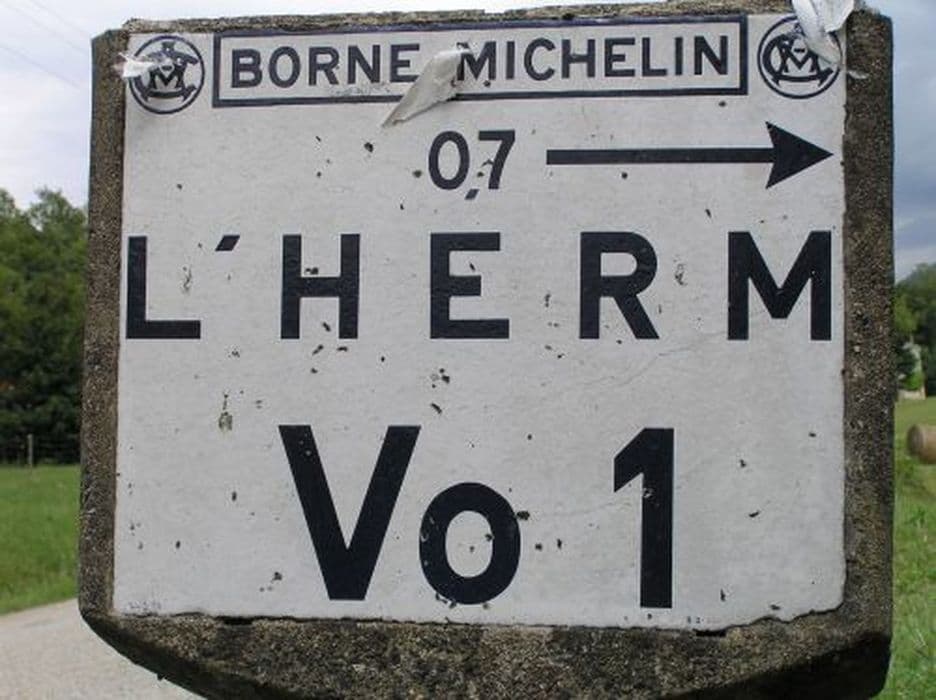 BORNE MICHELIN
0,7
L'HERM
Vo 1